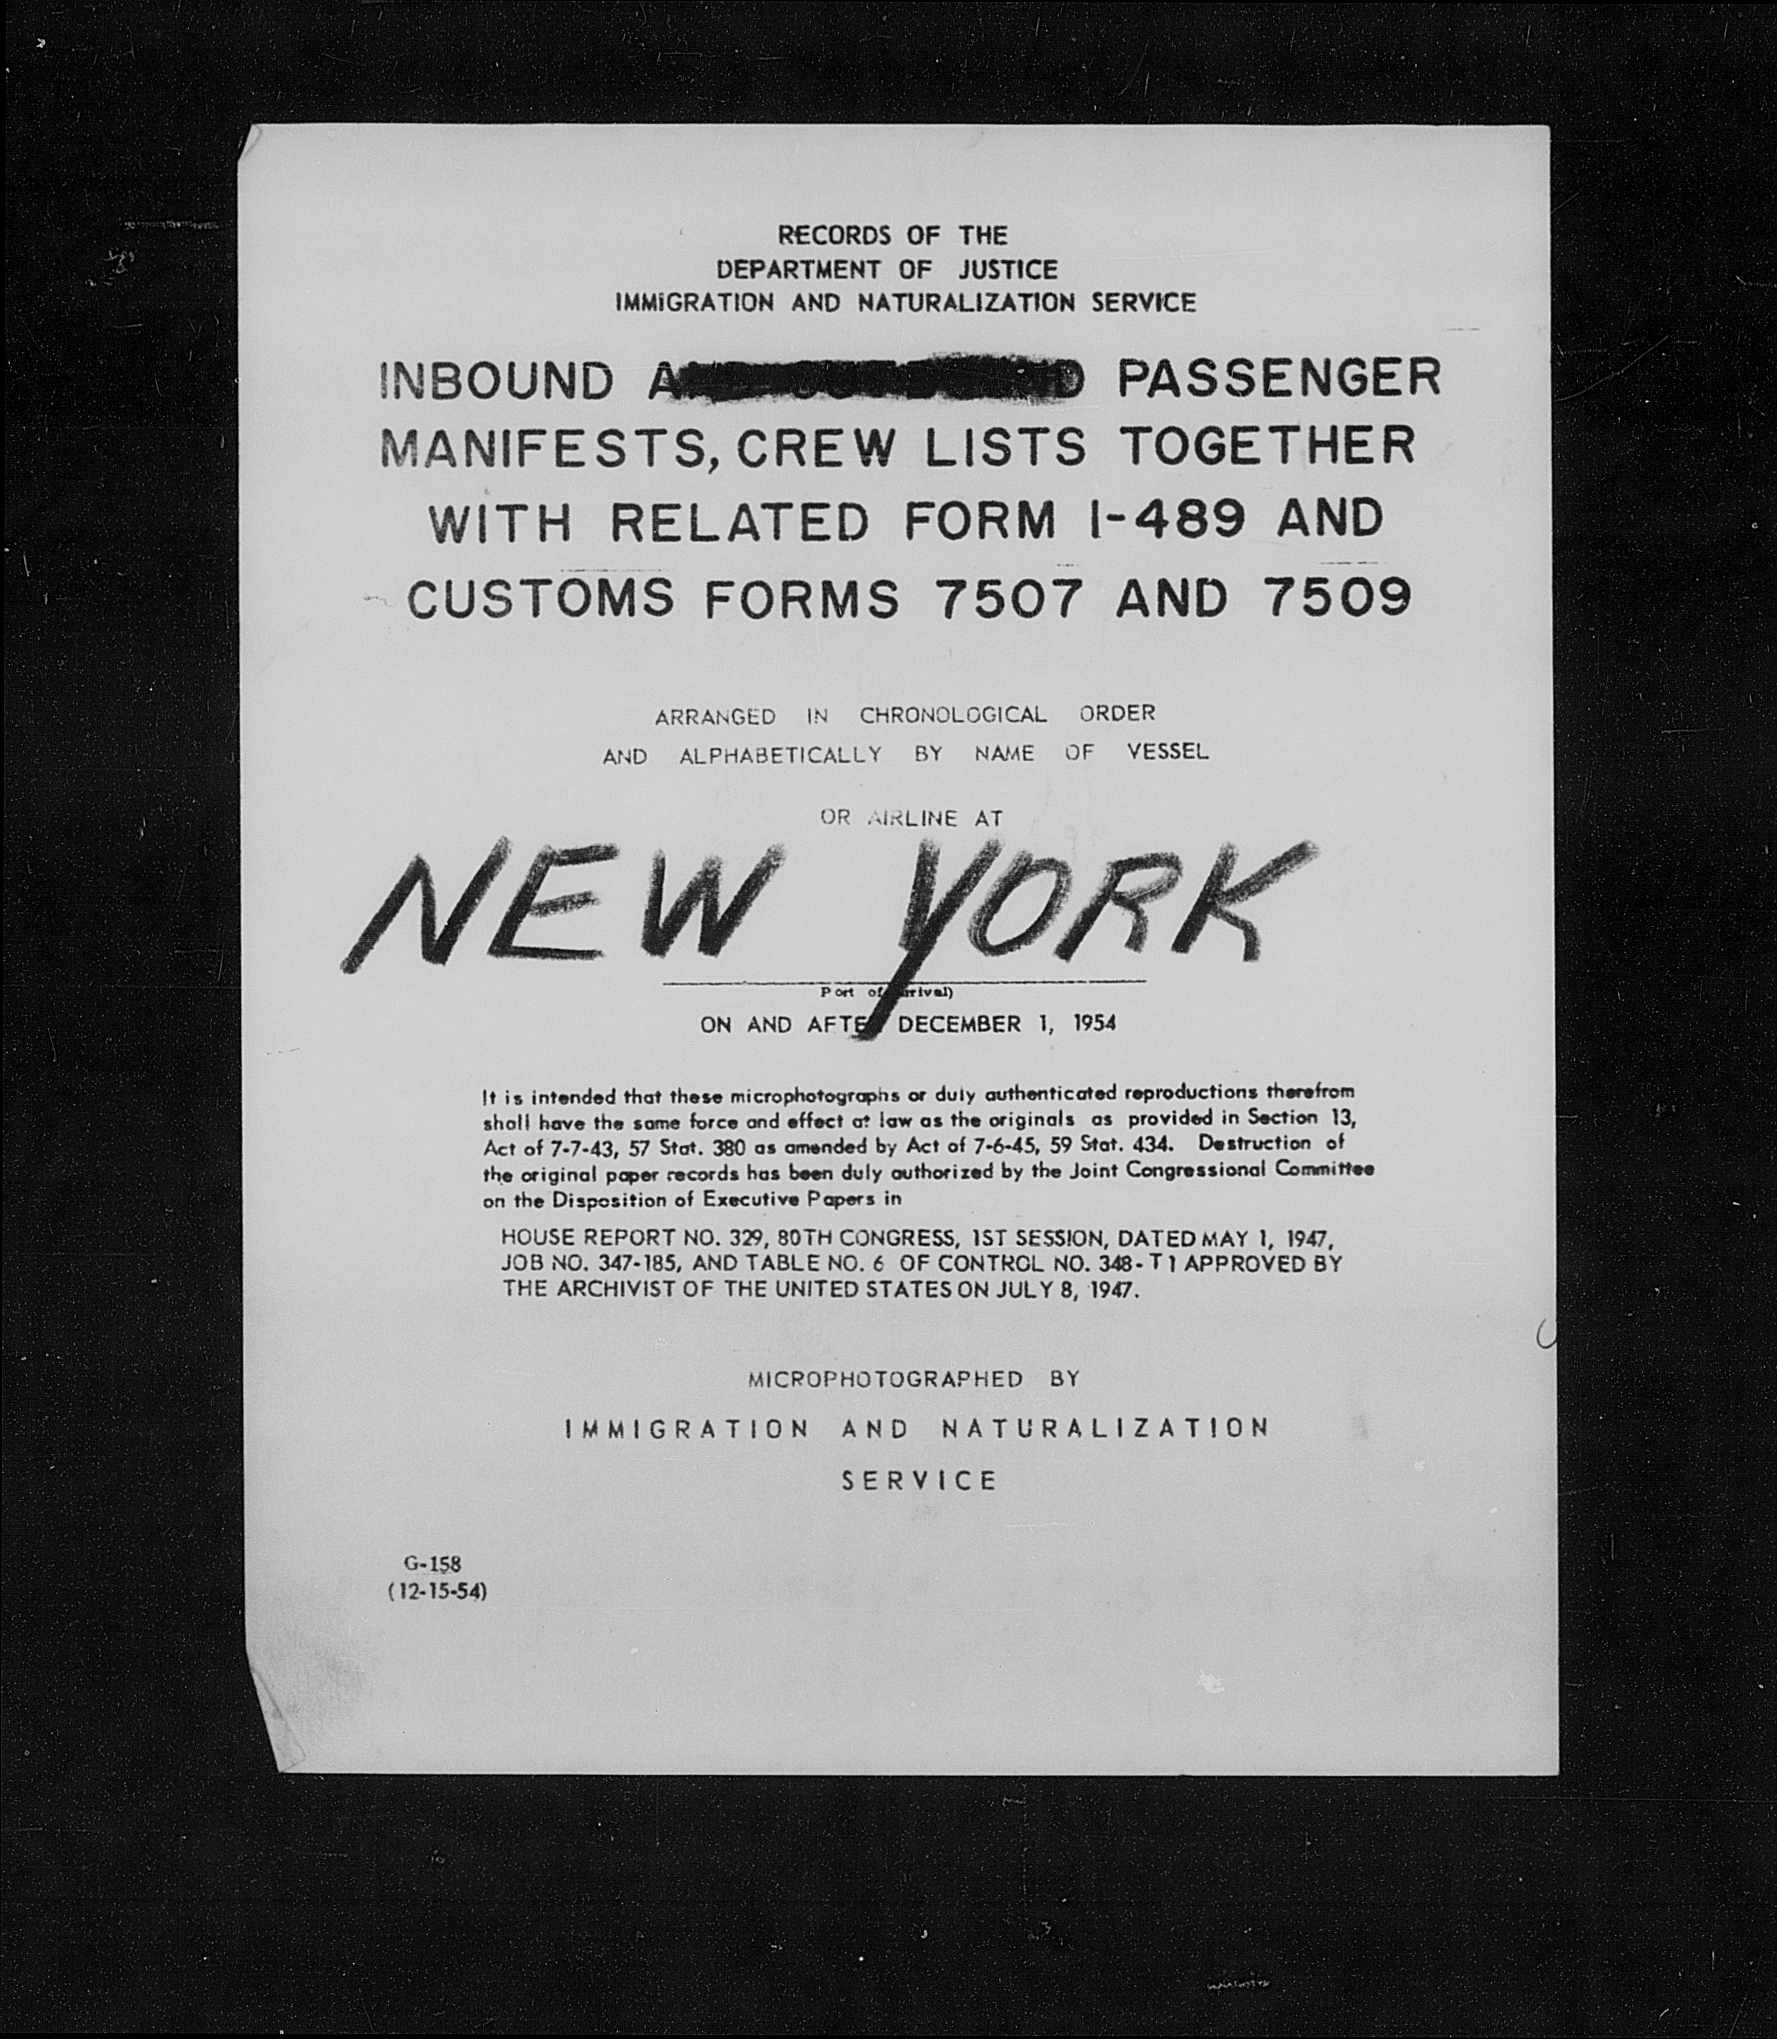 RECORDS OF THE
DEPARTMENT OF JUSTICE
IMMIGRATION AND NATURALIZATION SERVICE
INBOUND PASSENGER
MANIFESTS, CREW LISTS TOGETHER
WITH RELATED FORM I-489 AND
CUSTOMS FORMS 7507 AND 7509
ARRANGED IN CHRONOLOGICAL ORDER
AND ALPHABETICALLY BY NAME OF VESSEL
OR AIRLINE AT
NEW YORK
Port of
ON AND AFTER DECEMBER 1, 1954
It is intended that these microphotographs or duly authenticated reproductions therefrom
shall have the same force and effect at law as the originals as provided in Section 13,
Act of 7-7-43, 57 Stat. 380 as amended by Act of 7-6-45, 59 Stat. 434. Destruction of
the original paper records has been duly authorized by the Joint Congressional Committee
on the Disposition of Executive Papers in
HOUSE REPORT NO. 329, 80TH CONGRESS, 1ST SESSION, DATED MAY 1, 1947,
JOB NO. 347-185, AND TABLE NO. 6 OF CONTROL NO. 348-T1 APPROVED BY
THE ARCHIVIST OF THE UNITED STATES ON JULY 8, 1947.
MICROPHOTOGRAPHED BY
IMMIGRATION AND NATURALIZATION
SERVICE
G-158
(12-15-54)